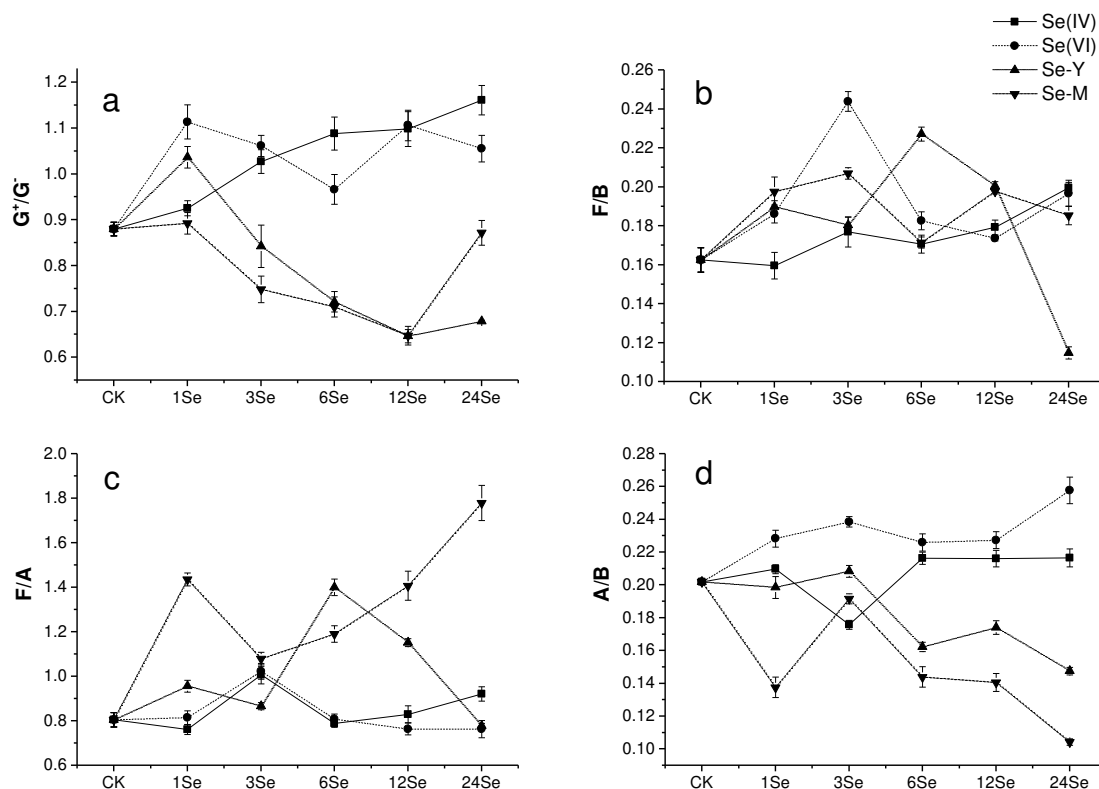 Se(IV)
Se(VI)
Se-Y
Se-M
a
G⁺/G⁻
1.2
1.1
1.0
0.9
0.8
0.7
0.6
CK 1Se 3Se 6Se 12Se 24Se
b
F/B
0.26
0.24
0.22
0.20
0.18
0.16
0.14
0.12
0.10
CK 1Se 3Se 6Se 12Se 24Se
c
F/A
2.0
1.8
1.6
1.4
1.2
1.0
0.8
0.6
CK 1Se 3Se 6Se 12Se 24Se
d
A/B
0.28
0.26
0.24
0.22
0.20
0.18
0.16
0.14
0.12
0.10
CK 1Se 3Se 6Se 12Se 24Se